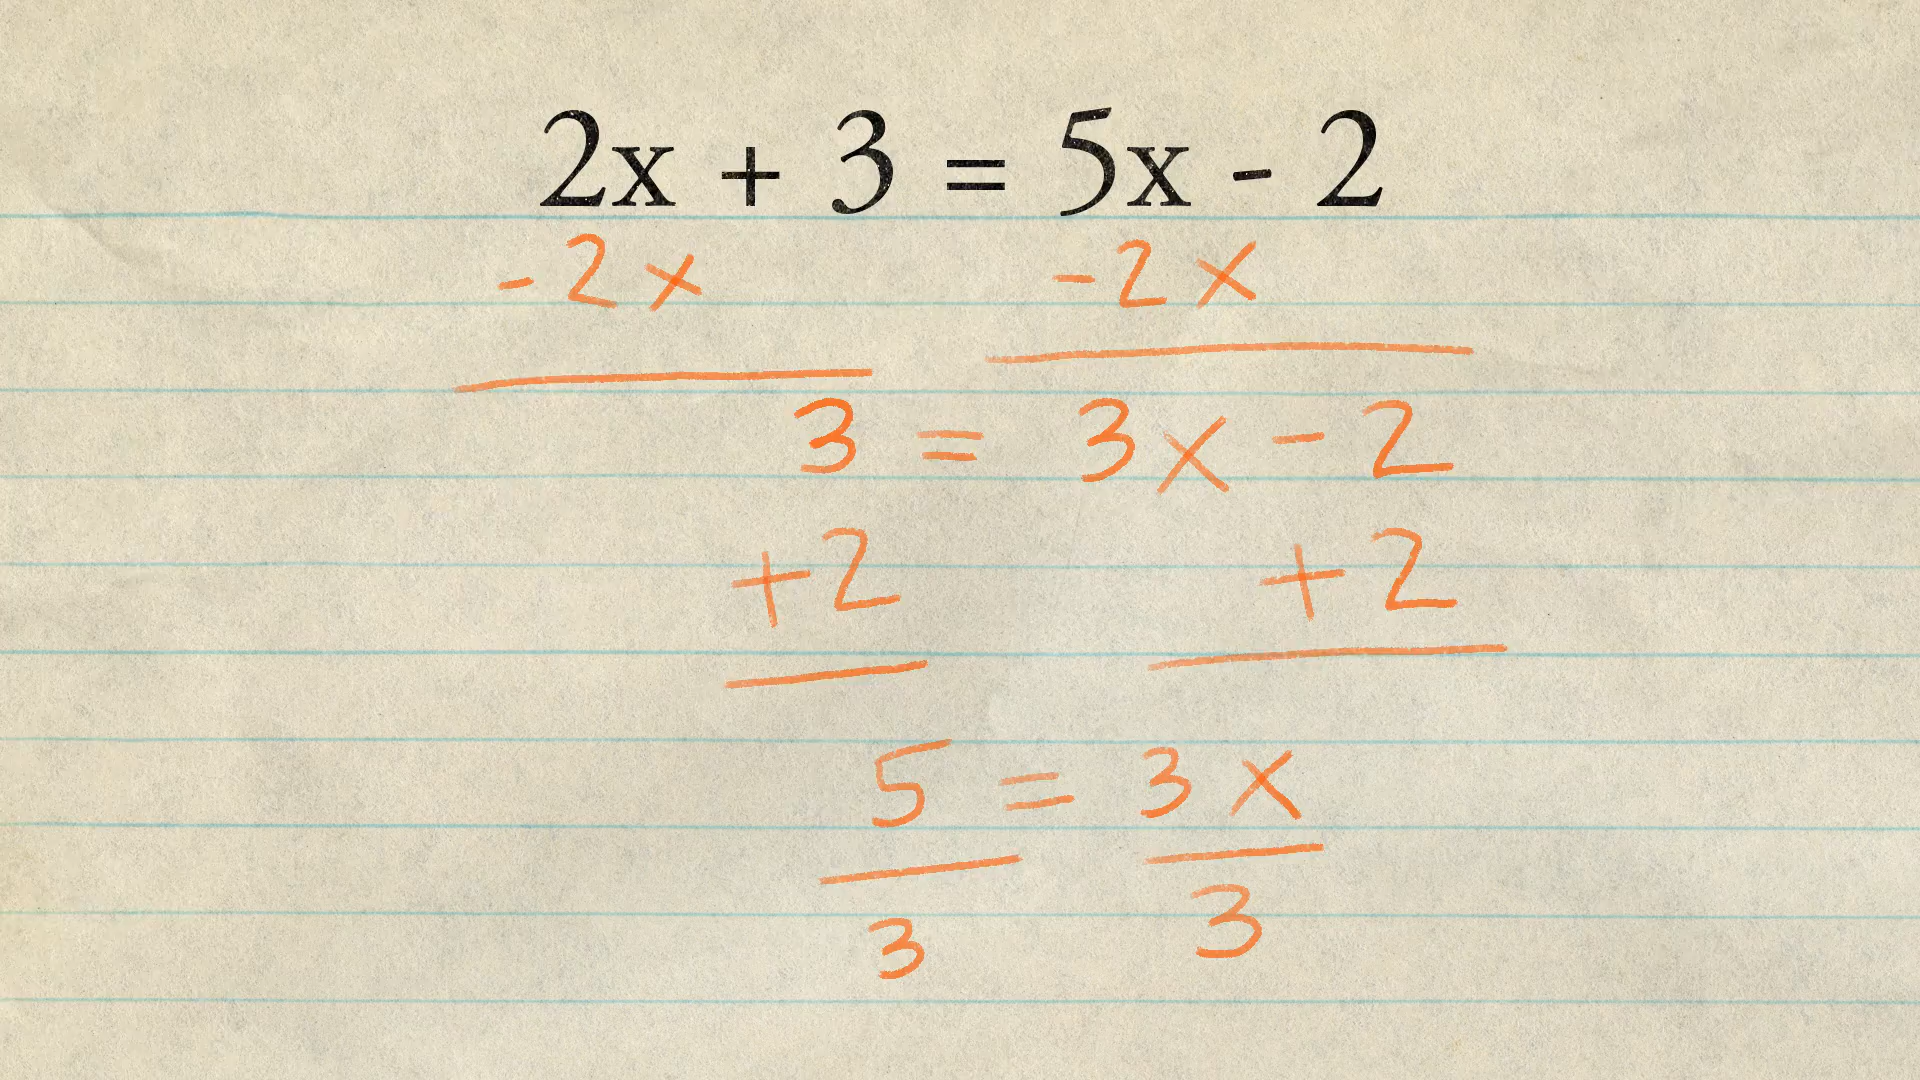 2x + 3 = 5x - 2
-2x -2x
3 = 3x - 2
+2 +2
5 = 3x
3 3